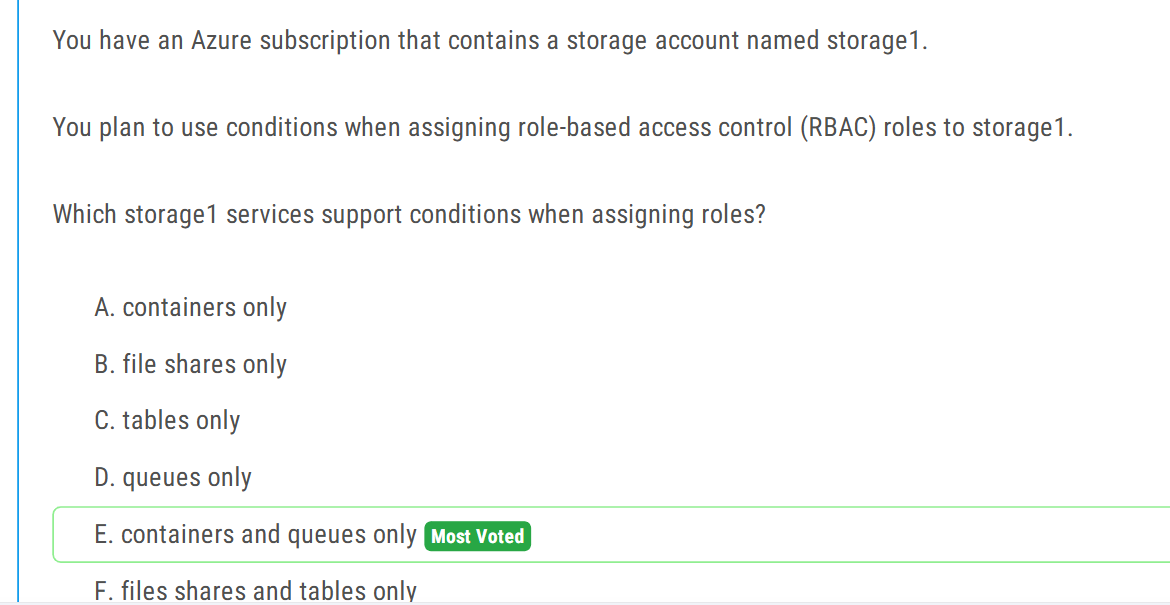 You have an Azure subscription that contains a storage account named storage1.
You plan to use conditions when assigning role-based access control (RBAC) roles to storage1.
Which storage1 services support conditions when assigning roles?
A. containers only
B. file shares only
C. tables only
D. queues only
E. containers and queues only Most Voted
F. files shares and tables only